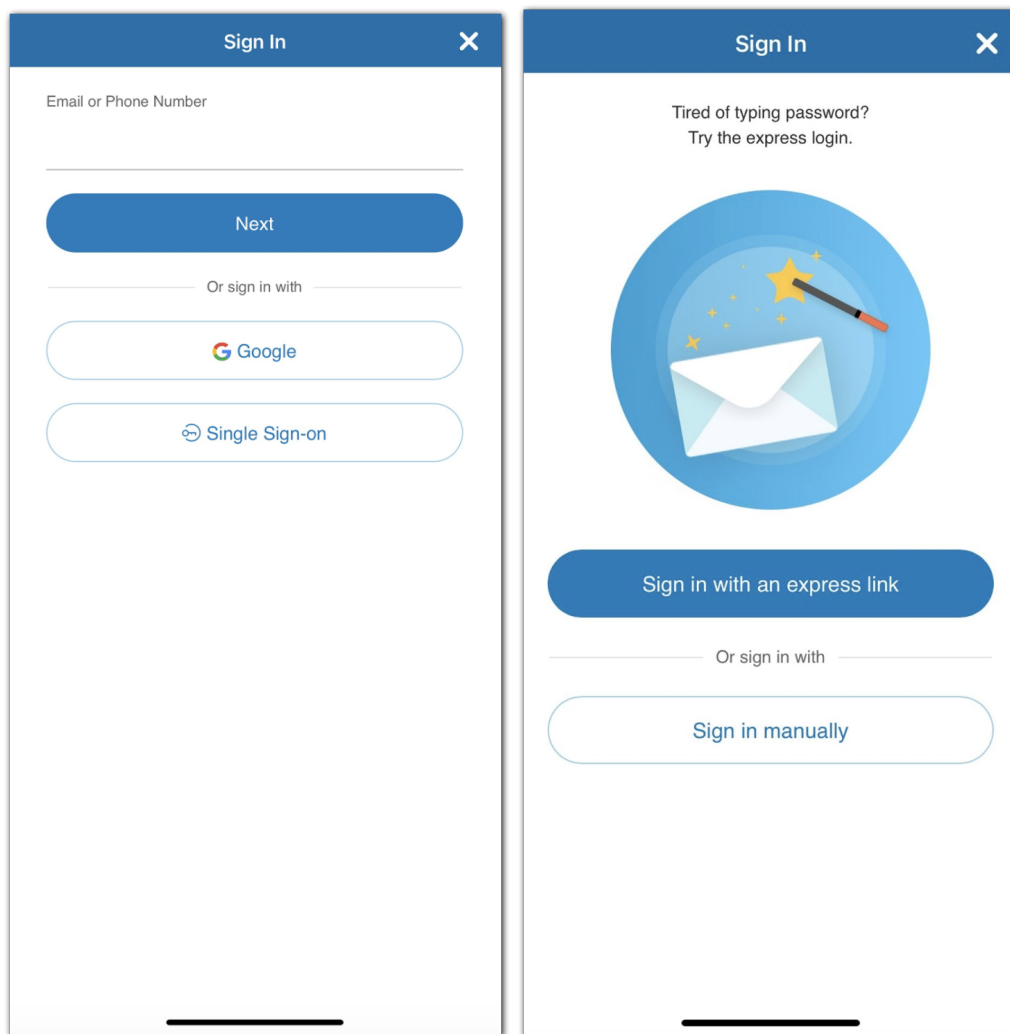 Sign In
Email or Phone Number
Next
Or sign in with
Google
Single Sign-on
Sign In
Tired of typing password?
Try the express login.
Sign in with an express link
Or sign in with
Sign in manually